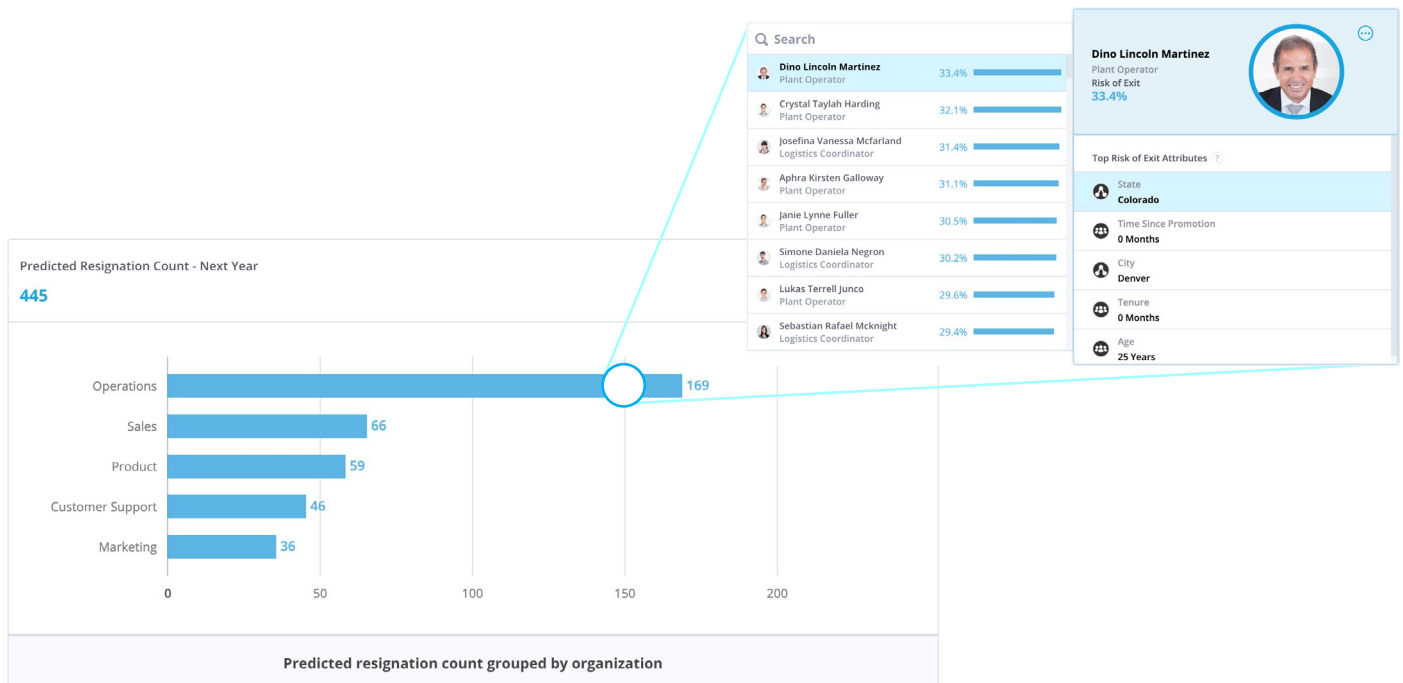 Search
Dino Lincoln Martinez
Plant Operator
33.4%
Crystal Taylah Harding
Plant Operator
32.1%
Josefina Vanessa Mcfarland
Logistics Coordinator
31.4%
Aphra Kirsten Galloway
Plant Operator
31.1%
Janie Lynne Fuller
Plant Operator
30.5%
Simone Daniela Negron
Logistics Coordinator
30.2%
Lukas Terrell Junco
Plant Operator
29.6%
Sebastian Rafael Mcknight
Logistics Coordinator
29.4%
Dino Lincoln Martinez
Plant Operator
Risk of Exit
33.4%
Top Risk of Exit Attributes ?
State
Colorado
Time Since Promotion
0 Months
City
Denver
Tenure
0 Months
Age
25 Years
Predicted Resignation Count - Next Year
445
Operations 169
Sales 66
Product 59
Customer Support 46
Marketing 36
0 50 100 150 200
Predicted resignation count grouped by organization